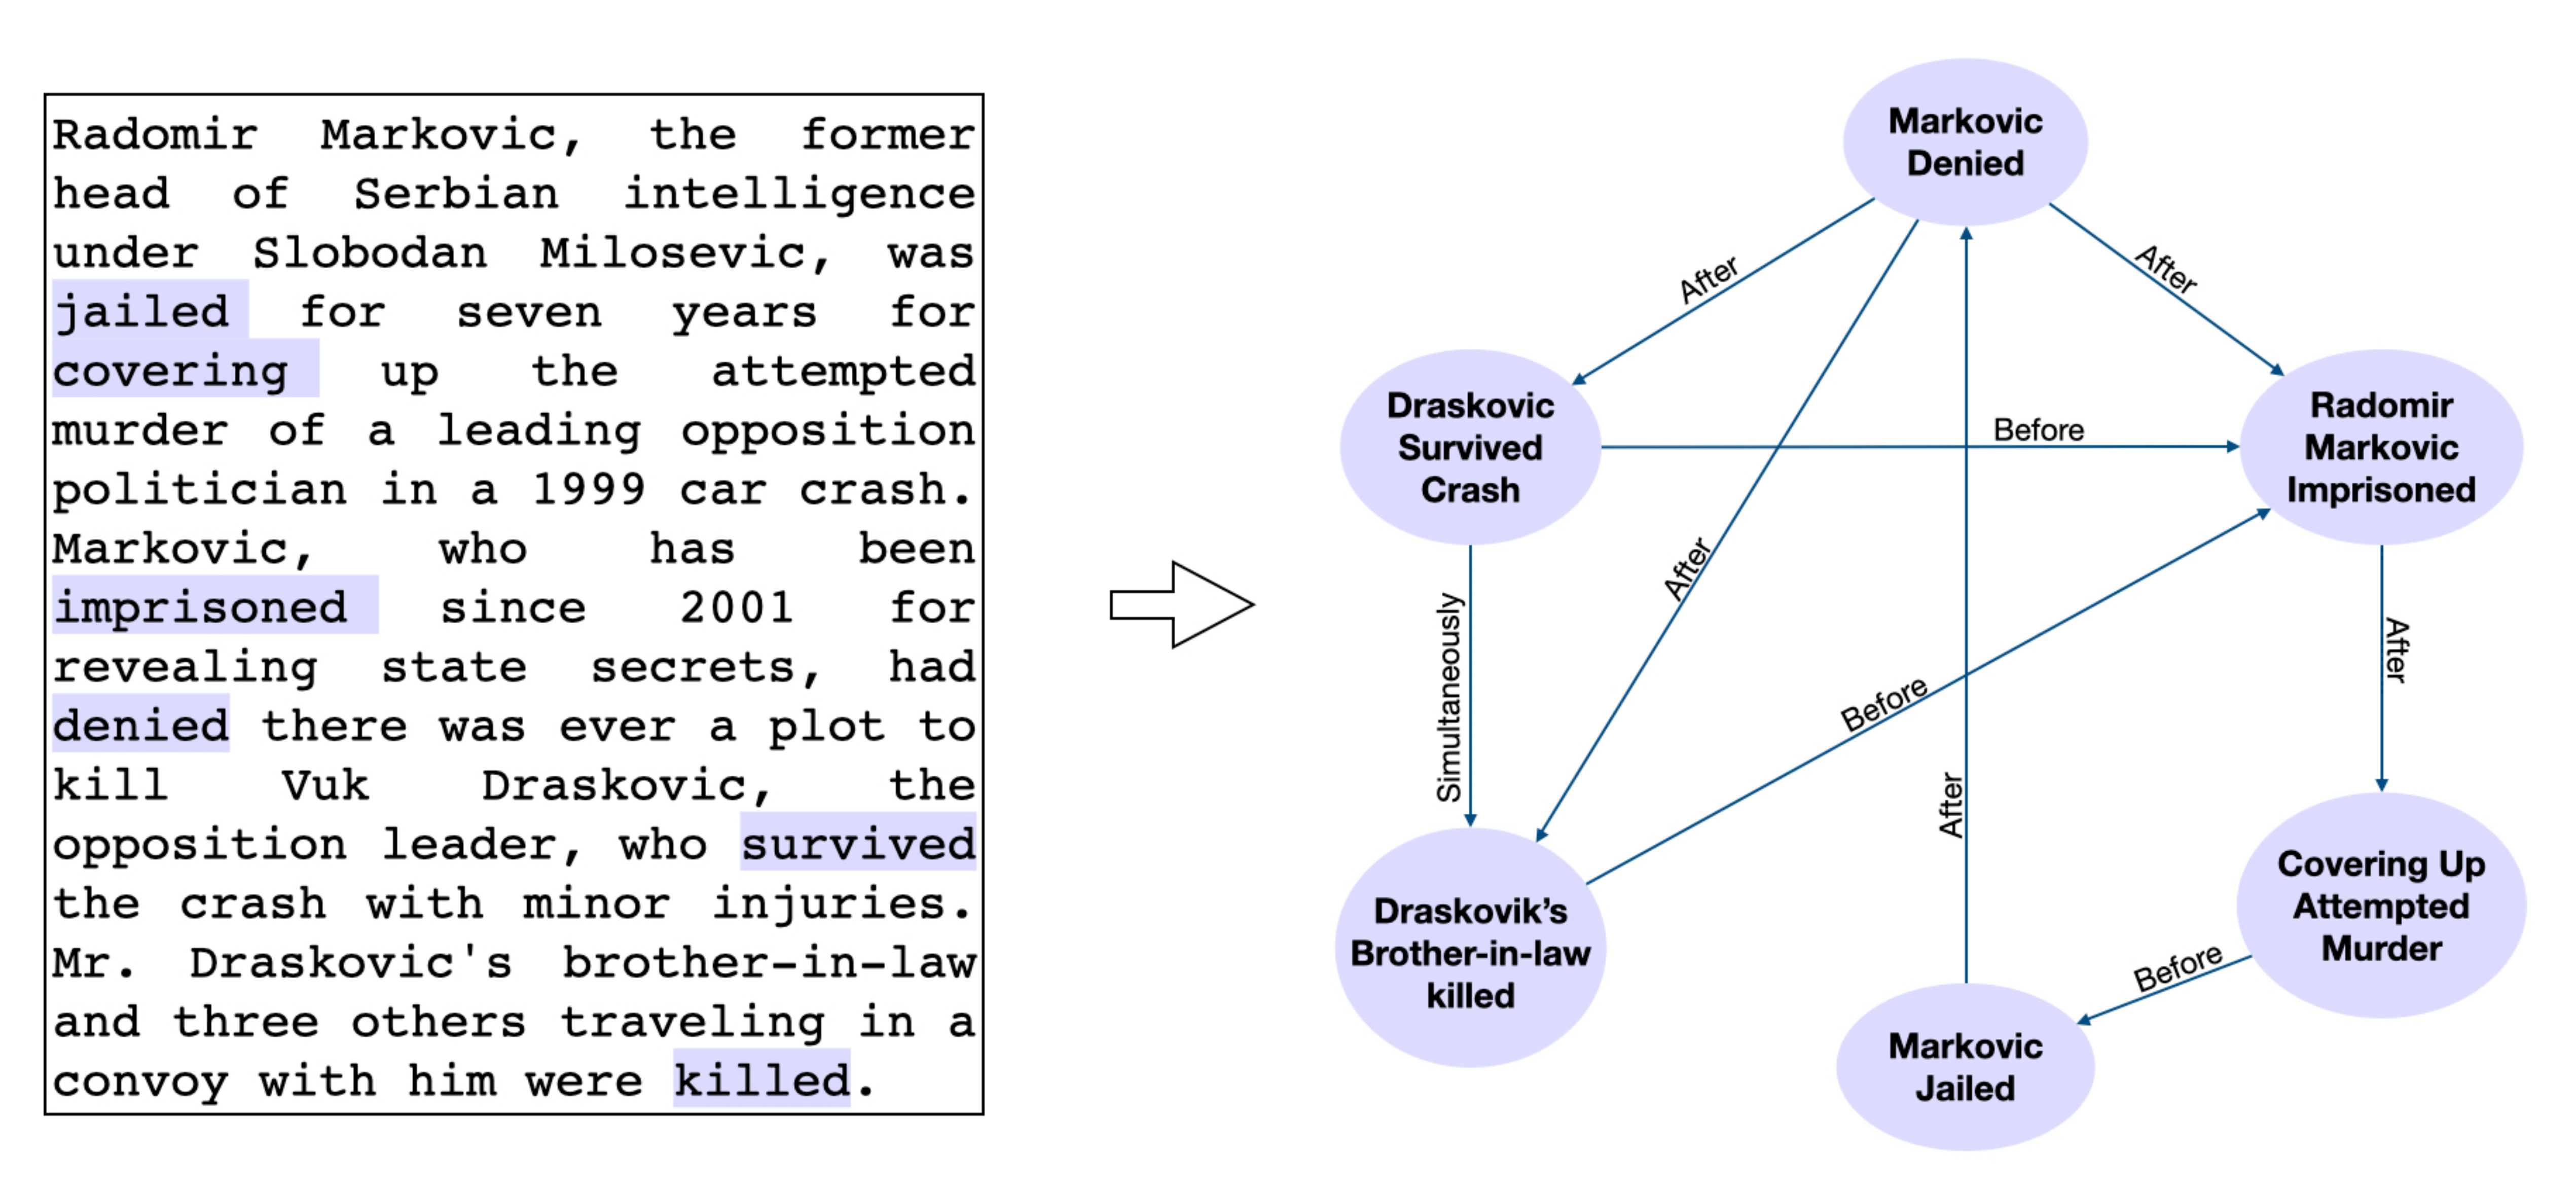 Radomir Markovic, the former
head of Serbian intelligence
under Slobodan Milosevic, was
jailed for seven years for
covering up the attempted
murder of a leading opposition
politician in a 1999 car crash.
Markovic, who has been
imprisoned since 2001 for
revealing state secrets, had
denied there was ever a plot to
kill Vuk Draskovic, the
opposition leader, who survived
the crash with minor injuries.
Mr. Draskovic's brother-in-law
and three others traveling in a
convoy with him were killed.
Markovic
Denied
After
After
Draskovic
Survived
Crash
Before
Radomir
Markovic
Imprisoned
Simultaneously
After
Before
After
After
Draskovik’s
Brother-in-law
killed
Covering Up
Attempted
Murder
Before
Markovic
Jailed